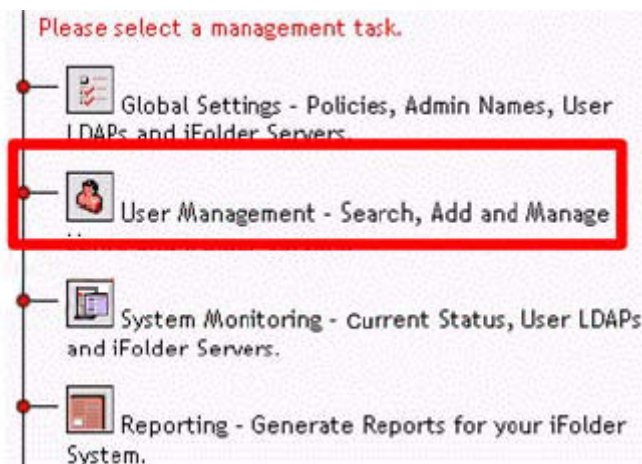 Please select a management task.
Global Settings - Policies, Admin Names, User
LDAPs and iFolder Servers.
User Management - Search, Add and Manage
System Monitoring - Current Status, User LDAPs
and iFolder Servers.
Reporting - Generate Reports for your iFolder
System.